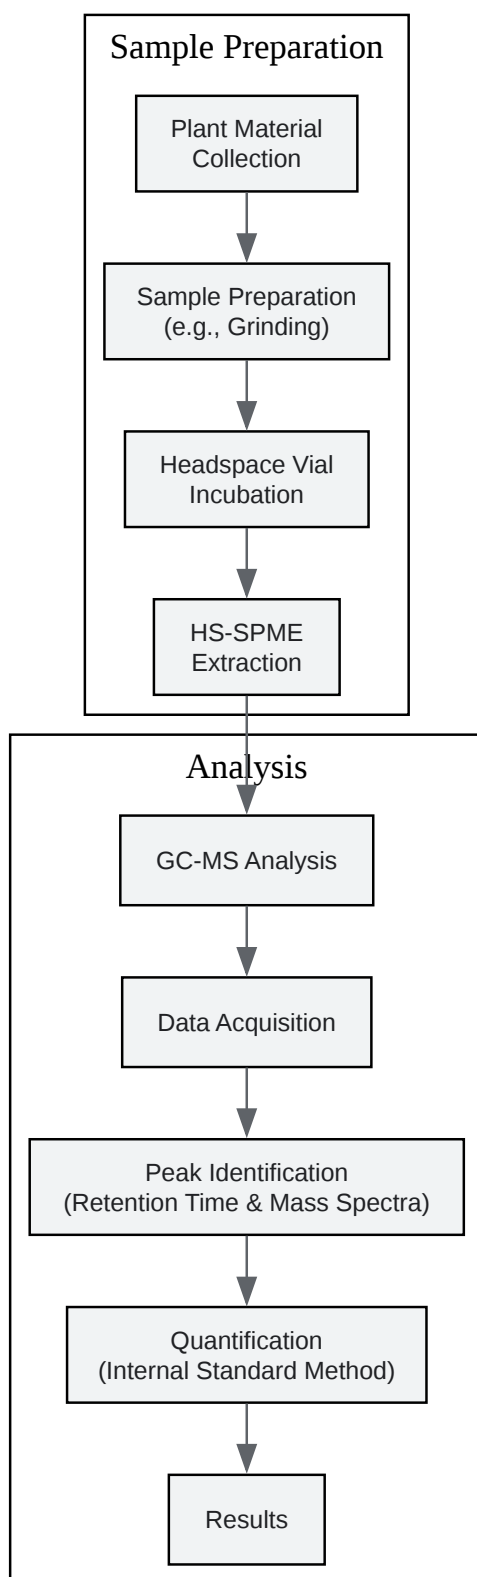 Sample Preparation
Plant Material
Collection
Sample Preparation
(e.g., Grinding)
Headspace Vial
Incubation
HS-SPME
Extraction
Analysis
GC-MS Analysis
Data Acquisition
Peak Identification
(Retention Time & Mass Spectra)
Quantification
(Internal Standard Method)
Results